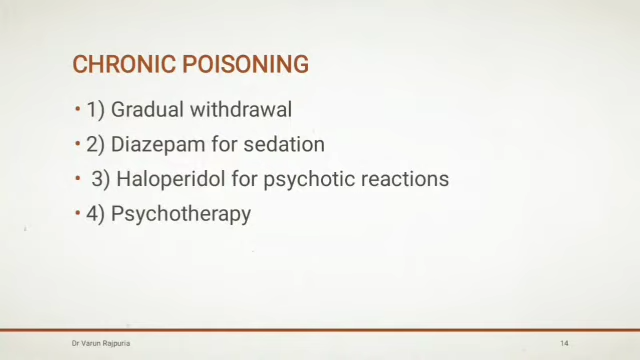 CHRONIC POISONING
• 1) Gradual withdrawal
• 2) Diazepam for sedation
• 3) Haloperidol for psychotic reactions
• 4) Psychotherapy
Dr Varun Rajpuria 14